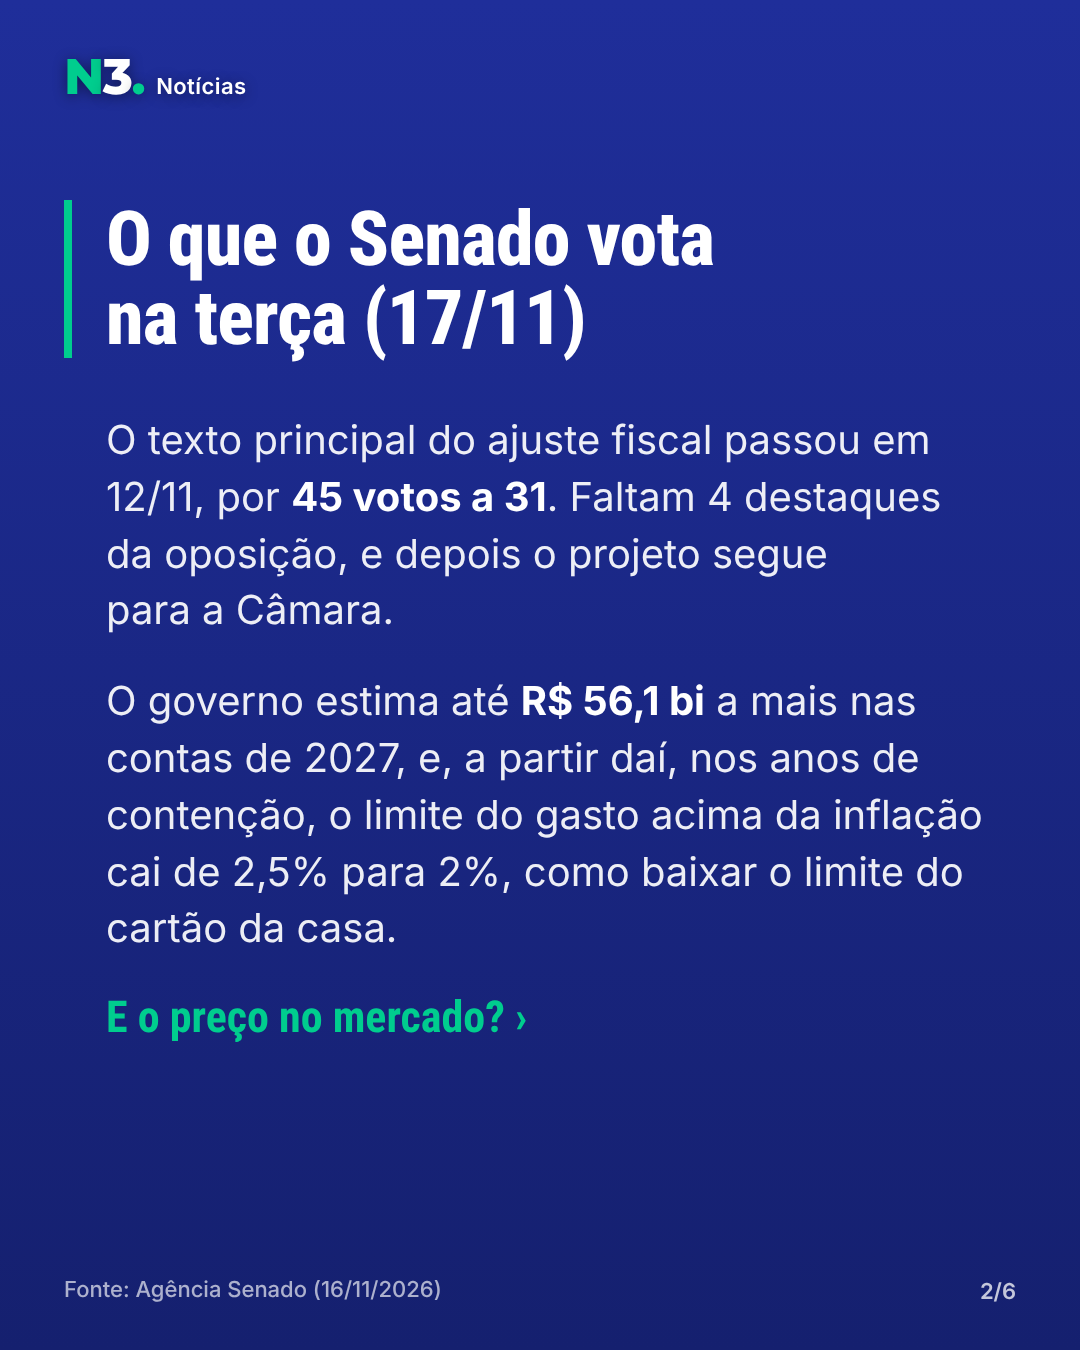 N3. Notícias
O que o Senado vota
na terça (17/11)
O texto principal do ajuste fiscal passou em
12/11, por 45 votos a 31. Faltam 4 destaques
da oposição, e depois o projeto segue
para a Câmara.
O governo estima até R$ 56,1 bi a mais nas
contas de 2027, e, a partir daí, nos anos de
contenção, o limite do gasto acima da inflação
cai de 2,5% para 2%, como baixar o limite do
cartão da casa.
E o preço no mercado? ›
Fonte: Agência Senado (16/11/2026)
2/6